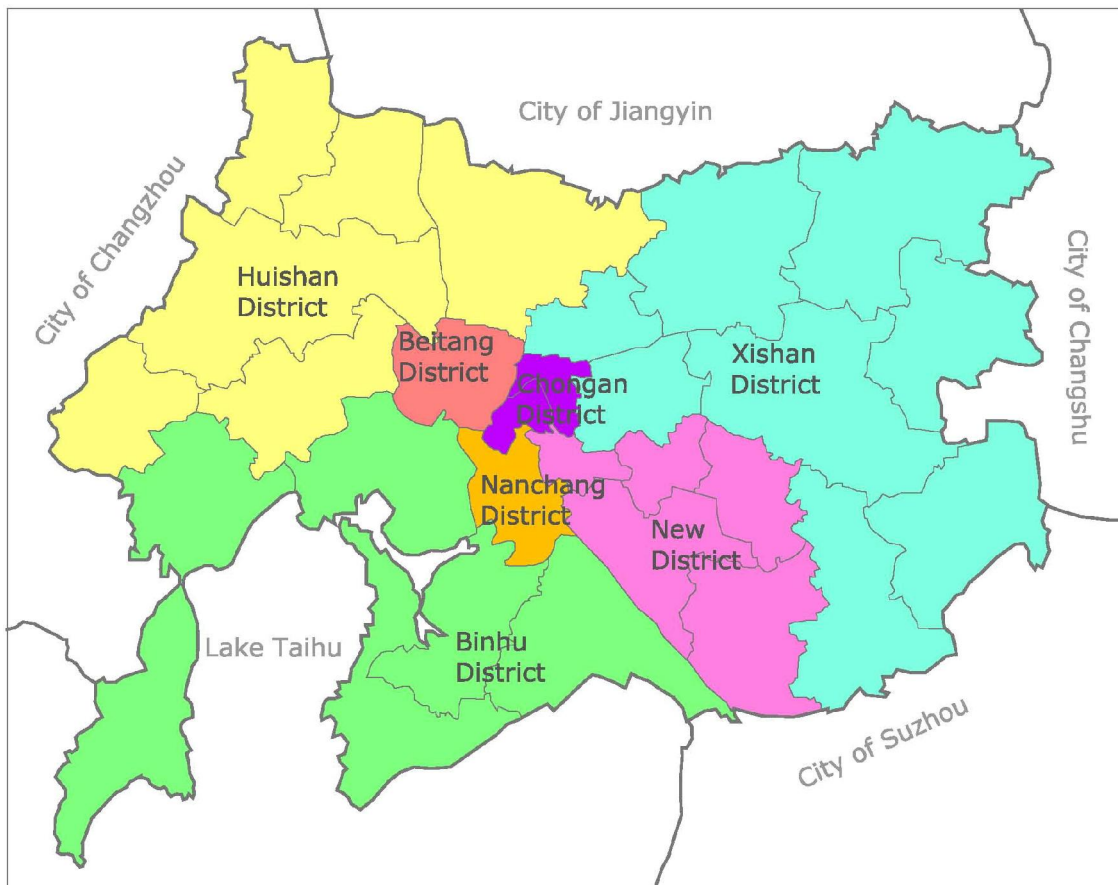 City of Jiangyin
City of Changzhou
City of Changshu
Huishan
District
Beitang
District
Xishan
District
Chongan
District
Nanchang
District
New
District
Lake Taihu
Binhu
District
City of Suzhou